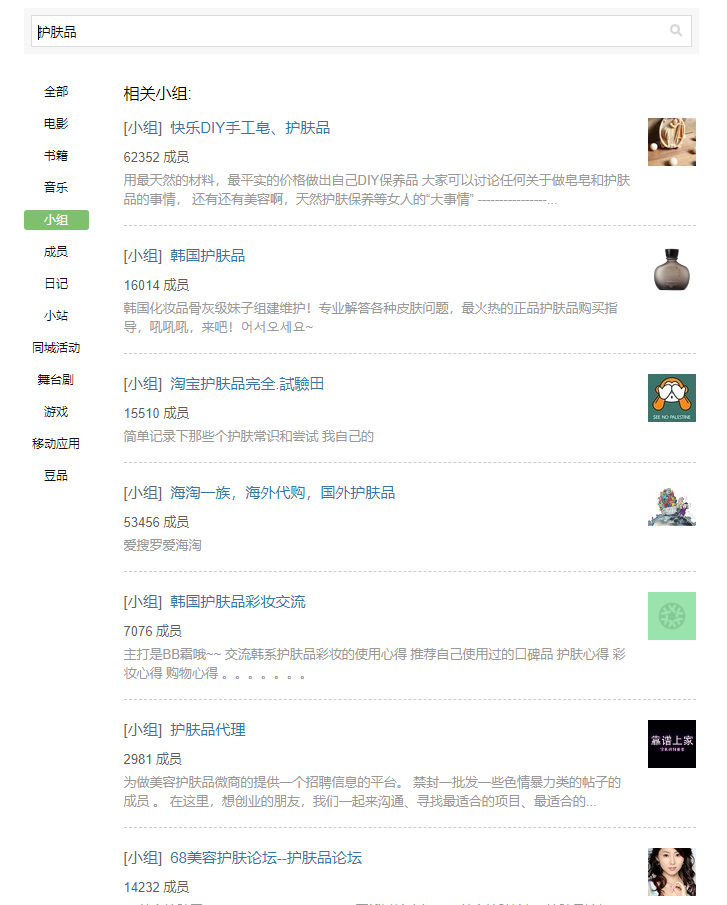 护肤品
全部
电影
书籍
音乐
小组
成员
日记
小站
同城活动
舞台剧
游戏
移动应用
豆品
相关小组:
[小组] 快乐DIY手工皂、护肤品
62352 成员
用最天然的材料，最平实的价格做出自己DIY保养品 大家可以讨论任何关于做皂皂和护肤
品的事情， 还有还有美容啊，天然护肤保养等女人的“大事情” ----------------...
[小组] 韩国护肤品
16014 成员
韩国化妆品骨灰级妹子组建维护！专业解答各种皮肤问题，最火热的正品护肤品购买指
导，吼吼吼，来吧！어서오세요~
[小组] 淘宝护肤品完全.試驗田
15510 成员
简单记录下那些个护肤常识和尝试 我自己的
SEE NO PALESTINE
[小组] 海淘一族，海外代购，国外护肤品
53456 成员
爱搜罗爱海淘
[小组] 韩国护肤品彩妆交流
7076 成员
主打是BB霜哦~~ 交流韩系护肤品彩妆的使用心得 推荐自己使用过的口碑品 护肤心得 彩
妆心得 购物心得 。。。。。。。
[小组] 护肤品代理
2981 成员
为做美容护肤品微商的提供一个招聘信息的平台。 禁封一批发一些色情暴力类的帖子的
成员 。 在这里，想创业的朋友，我们一起来沟通、寻找最适合的项目、最适合的...
靠谱上家
[小组] 68美容护肤论坛--护肤品论坛
14232 成员